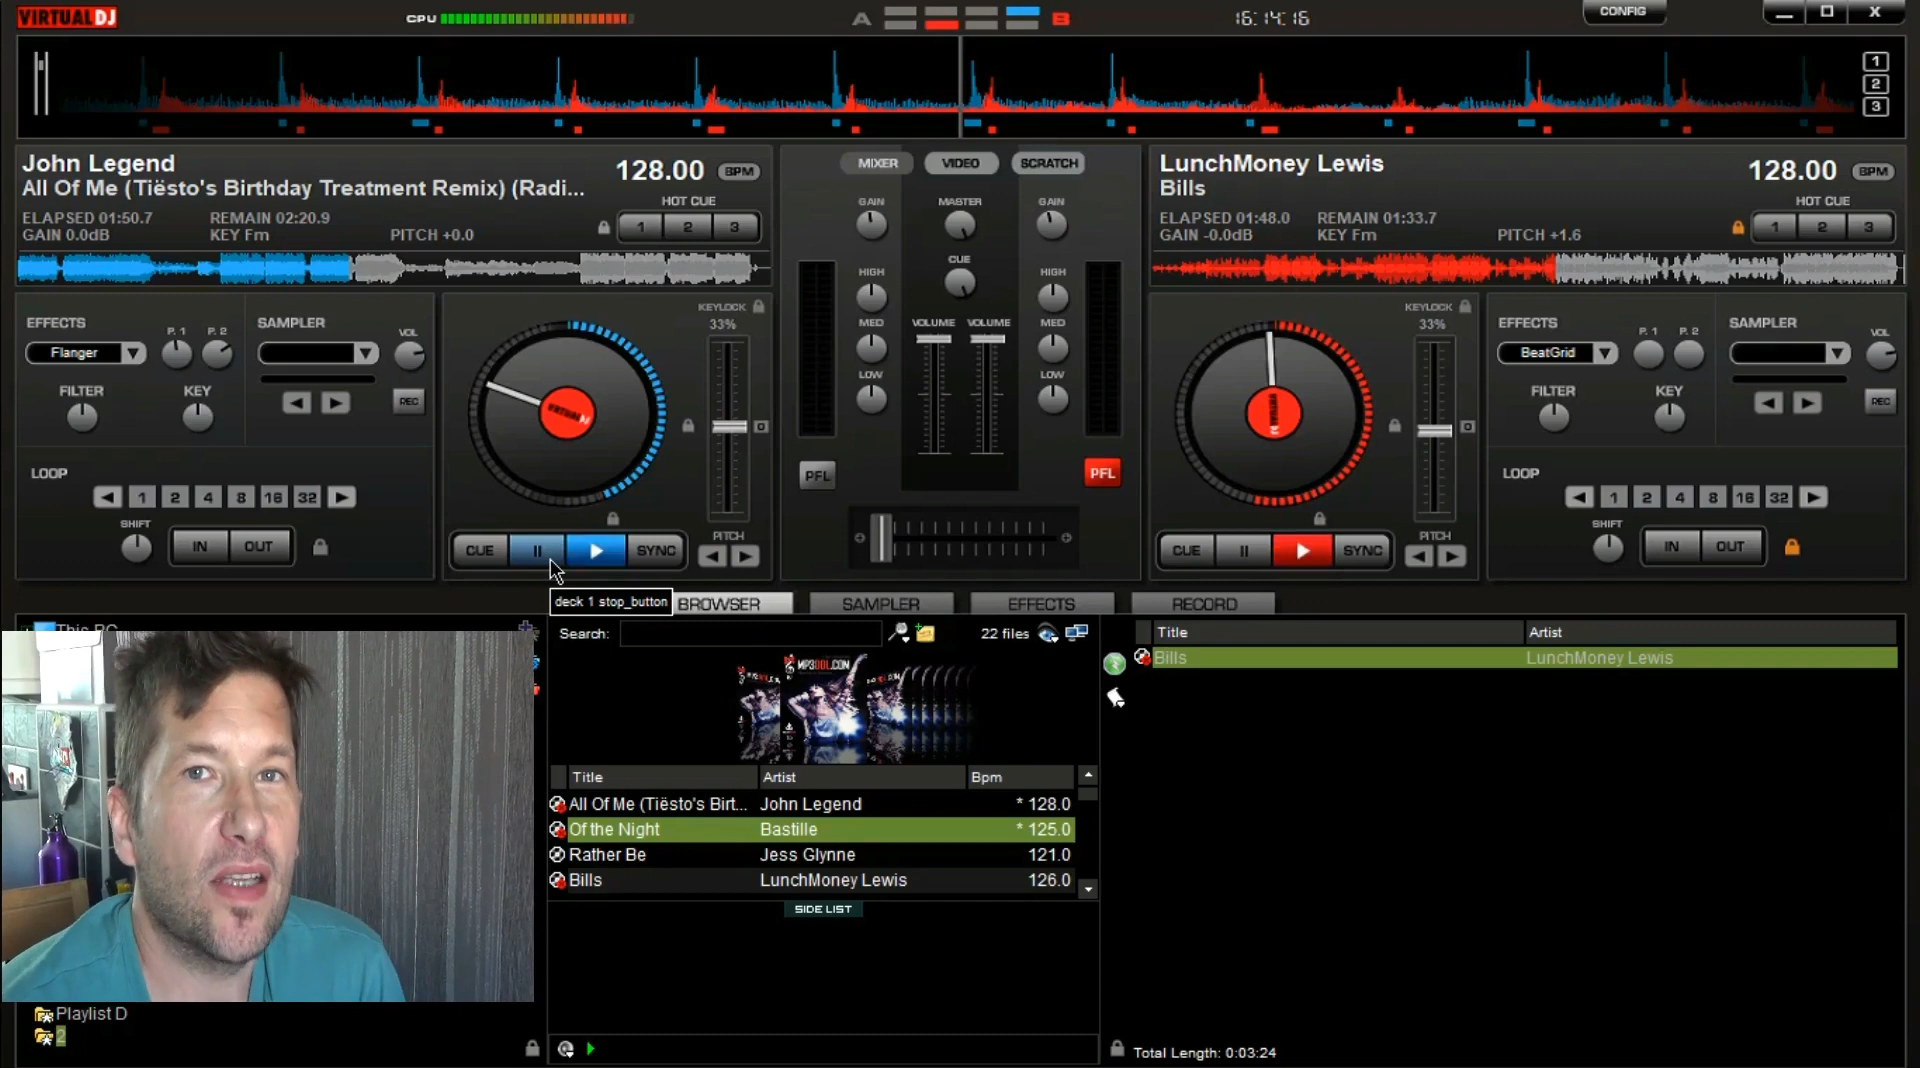 VIRTUAL DJ
CPU
A
B
16:14:16
CONFIG
X
1
2
3
John Legend
All Of Me (Tiësto's Birthday Treatment Remix) (Radi...
128.00 BPM
HOT CUE
ELAPSED 01:50.7 REMAIN 02:20.9
GAIN 0.0dB KEY Fm PITCH +0.0
1 2 3
MIXER VIDEO SCRATCH
GAIN MASTER GAIN
CUE
HIGH HIGH
MED VOLUME VOLUME MED
LOW LOW
PFL PFL
LunchMoney Lewis
Bills
128.00 BPM
HOT CUE
ELAPSED 01:48.0 REMAIN 01:33.7
GAIN -0.0dB KEY Fm PITCH +1.6
1 2 3
EFFECTS P. 1 P. 2 SAMPLER VOL
Flanger
FILTER KEY REC
LOOP
1 2 4 8 16 32
SHIFT IN OUT
KEYLOCK
33%
VIRTUAL DJ
0
CUE SYNC
PITCH
deck 1 stop_button
KEYLOCK
33%
0
CUE SYNC
PITCH
EFFECTS P. 1 P. 2 SAMPLER VOL
BeatGrid
FILTER KEY REC
LOOP
1 2 4 8 16 32
SHIFT IN OUT
BROWSER SAMPLER EFFECTS RECORD
This PC
Search: 22 files
MP3OOL.COM
Title Artist Bpm
All Of Me (Tiësto's Birt... John Legend * 128.0
Of the Night Bastille * 125.0
Rather Be Jess Glynne 121.0
Bills LunchMoney Lewis 126.0
SIDE LIST
Title Artist
Bills LunchMoney Lewis
Playlist D
2
Total Length: 0:03:24